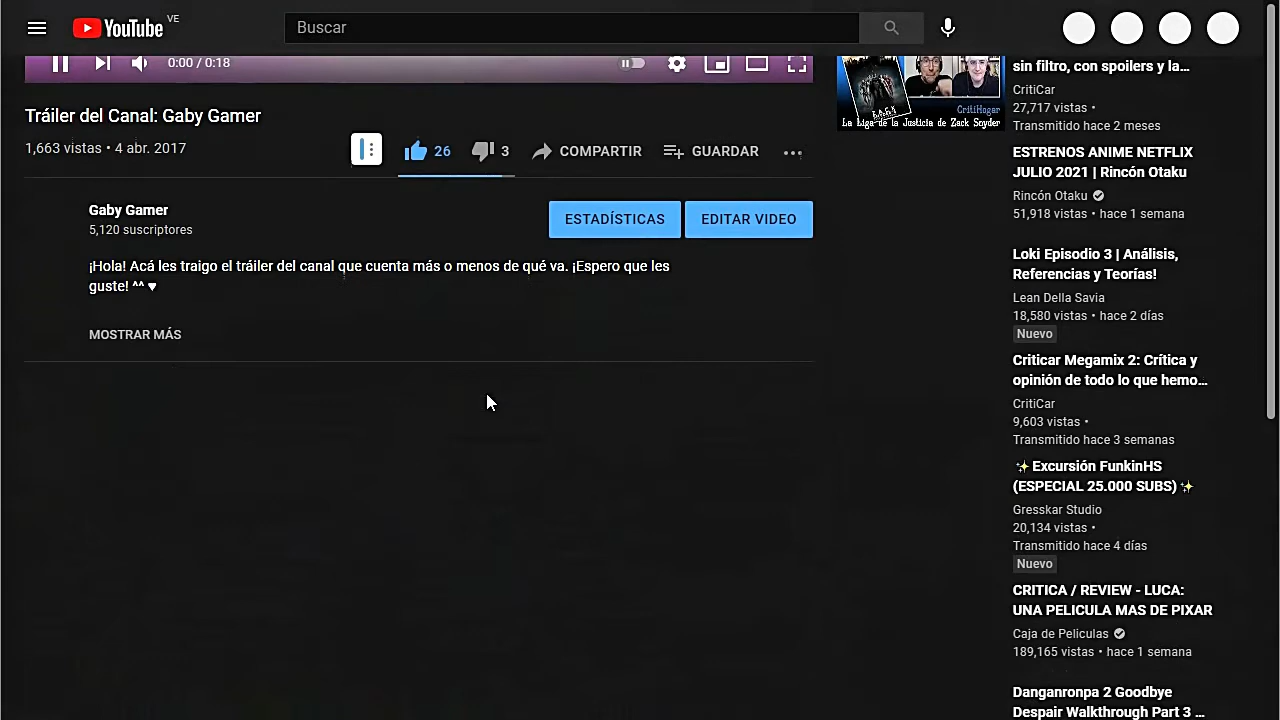 YouTube VE
Buscar
0:00 / 0:18
Tráiler del Canal: Gaby Gamer
1,663 vistas • 4 abr. 2017
26
3
COMPARTIR
GUARDAR
Gaby Gamer
5,120 suscriptores
ESTADÍSTICAS
EDITAR VIDEO
¡Hola! Acá les traigo el tráiler del canal que cuenta más o menos de qué va. ¡Espero que les
guste! ^^ ♥
MOSTRAR MÁS
CritiHogar
La Liga de la Justicia de Zack Snyder
sin filtro, con spoilers y la...
CritiCar
27,717 vistas •
Transmitido hace 2 meses
ESTRENOS ANIME NETFLIX
JULIO 2021 | Rincón Otaku
Rincón Otaku
51,918 vistas • hace 1 semana
Loki Episodio 3 | Análisis,
Referencias y Teorías!
Lean Della Savia
18,580 vistas • hace 2 días
Nuevo
Criticar Megamix 2: Crítica y
opinión de todo lo que hemo...
CritiCar
9,603 vistas •
Transmitido hace 3 semanas
✨Excursión FunkinHS
(ESPECIAL 25.000 SUBS)✨
Gresskar Studio
20,134 vistas •
Transmitido hace 4 días
Nuevo
CRITICA / REVIEW - LUCA:
UNA PELICULA MAS DE PIXAR
Caja de Peliculas
189,165 vistas • hace 1 semana
Danganronpa 2 Goodbye
Despair Walkthrough Part 3 ...